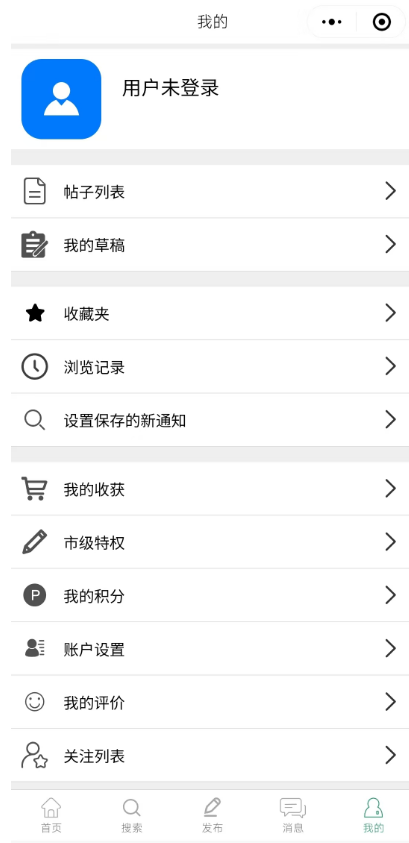 我的
用户未登录
帖子列表
我的草稿
收藏夹
浏览记录
设置保存的新通知
我的收获
市级特权
P
我的积分
账户设置
我的评价
关注列表
首页
搜索
发布
消息
我的